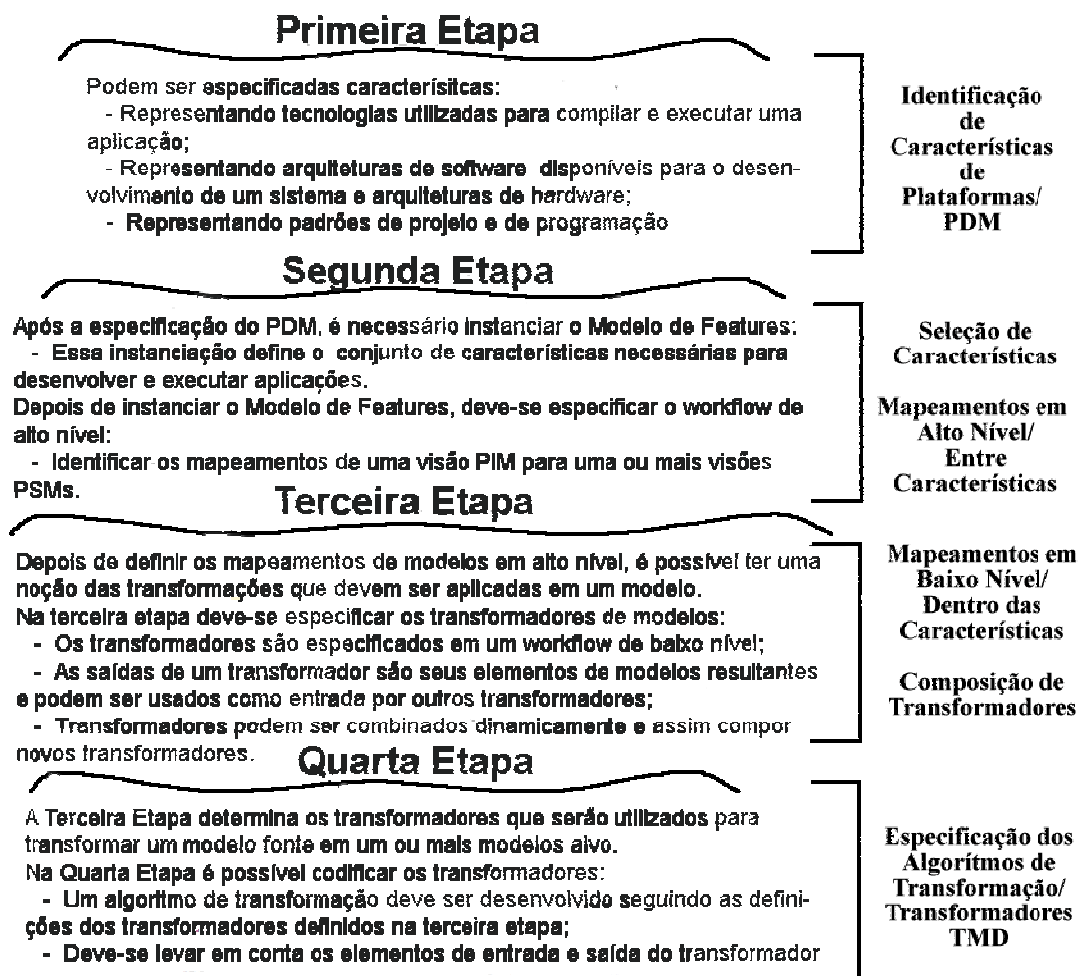 Primeira Etapa
Podem ser especificadas caracterísitcas:
- Representando tecnologias utilizadas para compilar e executar uma
aplicação;
- Representando arquiteturas de software disponíveis para o desen-
volvimento de um sistema e arquiteturas de hardware;
- Representando padrões de projeto e de programação
Identificação
de
Características
de
Plataformas/
PDM
Segunda Etapa
Após a especificação do PDM, é necessário instanciar o Modelo de Features:
- Essa instanciação define o conjunto de características necessárias para
desenvolver e executar aplicações.
Depois de instanciar o Modelo de Features, deve-se especificar o workflow de
alto nível:
- Identificar os mapeamentos de uma visão PIM para uma ou mais visões
PSMs.
Seleção de
Características
Mapeamentos em
Alto Nível/
Entre
Características
Terceira Etapa
Depois de definir os mapeamentos de modelos em alto nível, é possível ter uma
noção das transformações que devem ser aplicadas em um modelo.
Na terceira etapa deve-se especificar os transformadores de modelos:
- Os transformadores são especificados em um workflow de baixo nível;
- As saídas de um transformador são seus elementos de modelos resultantes
e podem ser usados como entrada por outros transformadores;
- Transformadores podem ser combinados dinamicamente e assim compor
novos transformadores.
Mapeamentos em
Baixo Nível/
Dentro das
Características
Composição de
Transformadores
Quarta Etapa
A Terceira Etapa determina os transformadores que serão utilizados para
transformar um modelo fonte em um ou mais modelos alvo.
Na Quarta Etapa é possível codificar os transformadores:
- Um algoritmo de transformação deve ser desenvolvido seguindo as defini-
ções dos transformadores definidos na terceira etapa;
- Deve-se levar em conta os elementos de entrada e saída do transformador
Especificação dos
Algorítmos de
Transformação/
Transformadores
TMD